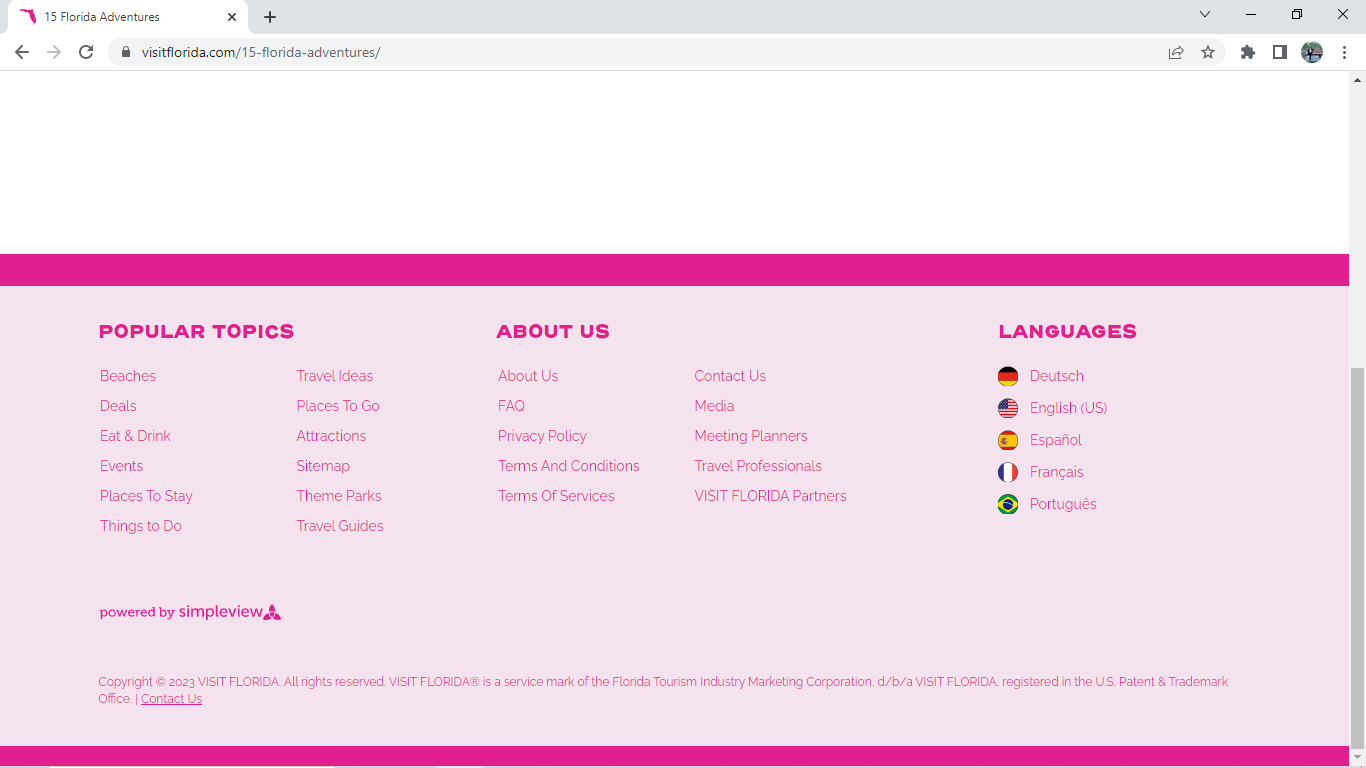 15 Florida Adventures
visitflorida.com/15-florida-adventures/
POPULAR TOPICS
Beaches
Deals
Eat & Drink
Events
Places To Stay
Things to Do
Travel Ideas
Places To Go
Attractions
Sitemap
Theme Parks
Travel Guides
ABOUT US
About Us
FAQ
Privacy Policy
Terms And Conditions
Terms Of Services
Contact Us
Media
Meeting Planners
Travel Professionals
VISIT FLORIDA Partners
LANGUAGES
Deutsch
English (US)
Español
Français
Português
powered by simpleview
Copyright © 2023 VISIT FLORIDA. All rights reserved. VISIT FLORIDA® is a service mark of the Florida Tourism Industry Marketing Corporation, d/b/a VISIT FLORIDA, registered in the U.S. Patent & Trademark
Office. | Contact Us